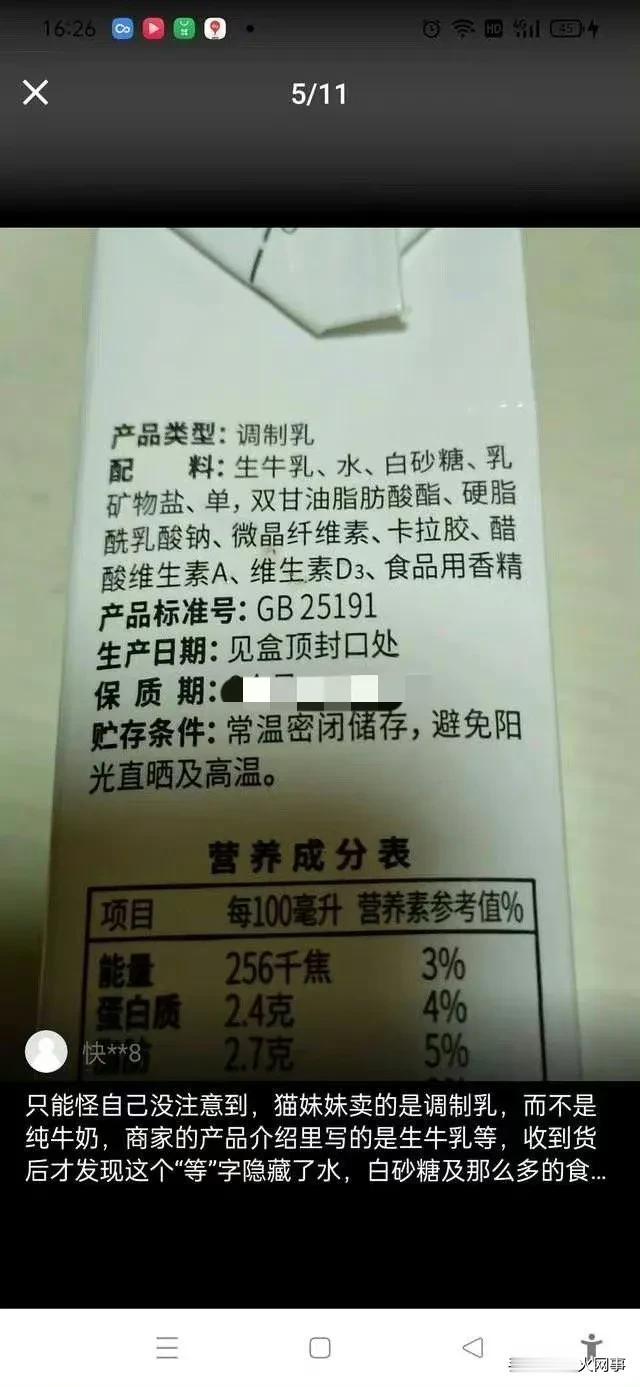 16:26
HD
4G
45
5/11
产品类型：调制乳
配 料：生牛乳、水、白砂糖、乳
矿物盐、单，双甘油脂肪酸酯、硬脂
酰乳酸钠、微晶纤维素、卡拉胶、醋
酸维生素A、维生素D₃、食品用香精
产品标准号：GB 25191
生产日期：见盒顶封口处
保 质 期：
贮存条件：常温密闭储存，避免阳
光直晒及高温。
营养成分表
项目 每100毫升 营养素参考值%
能量 256千焦 3%
蛋白质 2.4克 4%
2.7克 5%
快**8
只能怪自己没注意到，猫妹妹卖的是调制乳，而不是
纯牛奶，商家的产品介绍里写的是生牛乳等，收到货
后才发现这个“等”字隐藏了水，白砂糖及那么多的食...
火网事